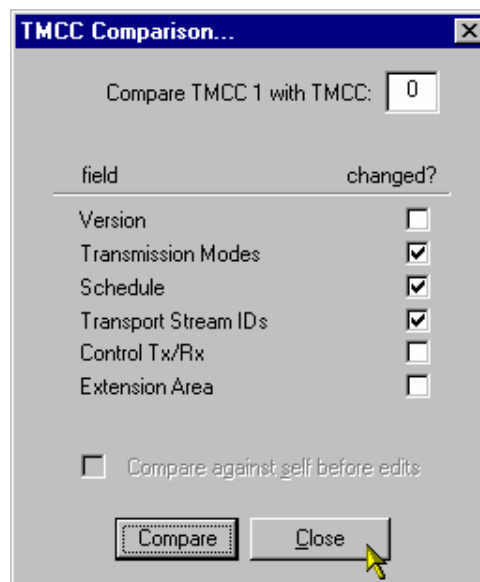 TMCC Comparison...
Compare TMCC 1 with TMCC: 0
field changed?
Version
Transmission Modes
Schedule
Transport Stream IDs
Control Tx/Rx
Extension Area
Compare against self before edits
Compare Close